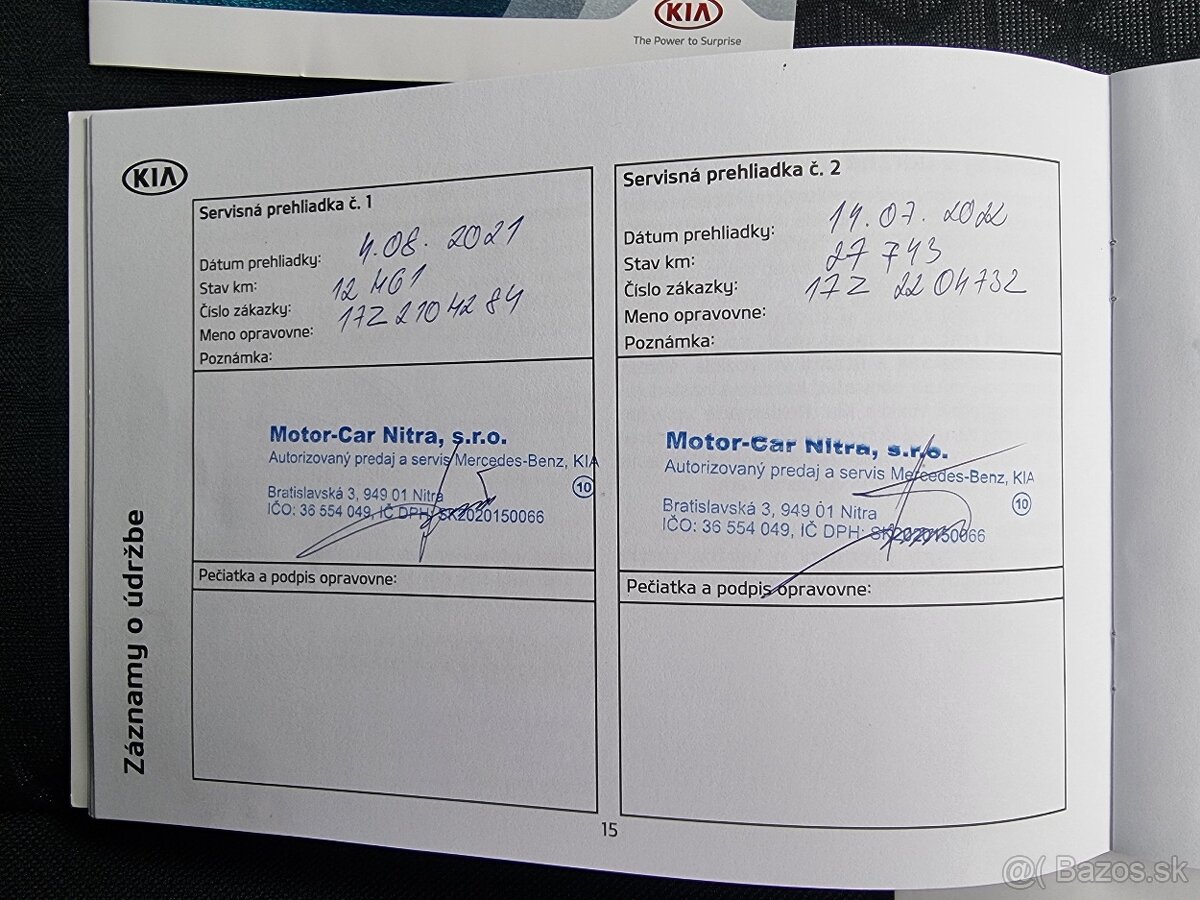 KIA
The Power to Surprise
KIA
Záznamy o údržbe
Servisná prehliadka č. 1
Dátum prehliadky: 4.08. 2021
Stav km: 12 461
Číslo zákazky: 17Z2104284
Meno opravovne:
Poznámka:
Motor-Car Nitra, s.r.o.
Autorizovaný predaj a servis Mercedes-Benz, KIA
Bratislavská 3, 949 01 Nitra
10
IČO: 36 554 049, IČ DPH: SK2020150066
Pečiatka a podpis opravovne:
Servisná prehliadka č. 2
Dátum prehliadky: 14.07. 2022
Stav km: 27 743
Číslo zákazky: 17Z 2204732
Meno opravovne:
Poznámka:
Motor-Car Nitra, s.r.o.
Autorizovaný predaj a servis Mercedes-Benz, KIA
Bratislavská 3, 949 01 Nitra
10
IČO: 36 554 049, IČ DPH: SK2020150066
Pečiatka a podpis opravovne:
15
@( Bazos.sk